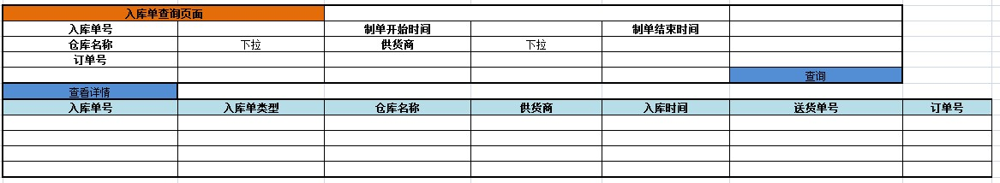 入库单查询页面
入库单号 制单开始时间 制单结束时间
仓库名称 下拉 供货商 下拉
订单号
查询
查看详情
入库单号 入库单类型 仓库名称 供货商 入库时间 送货单号 订单号